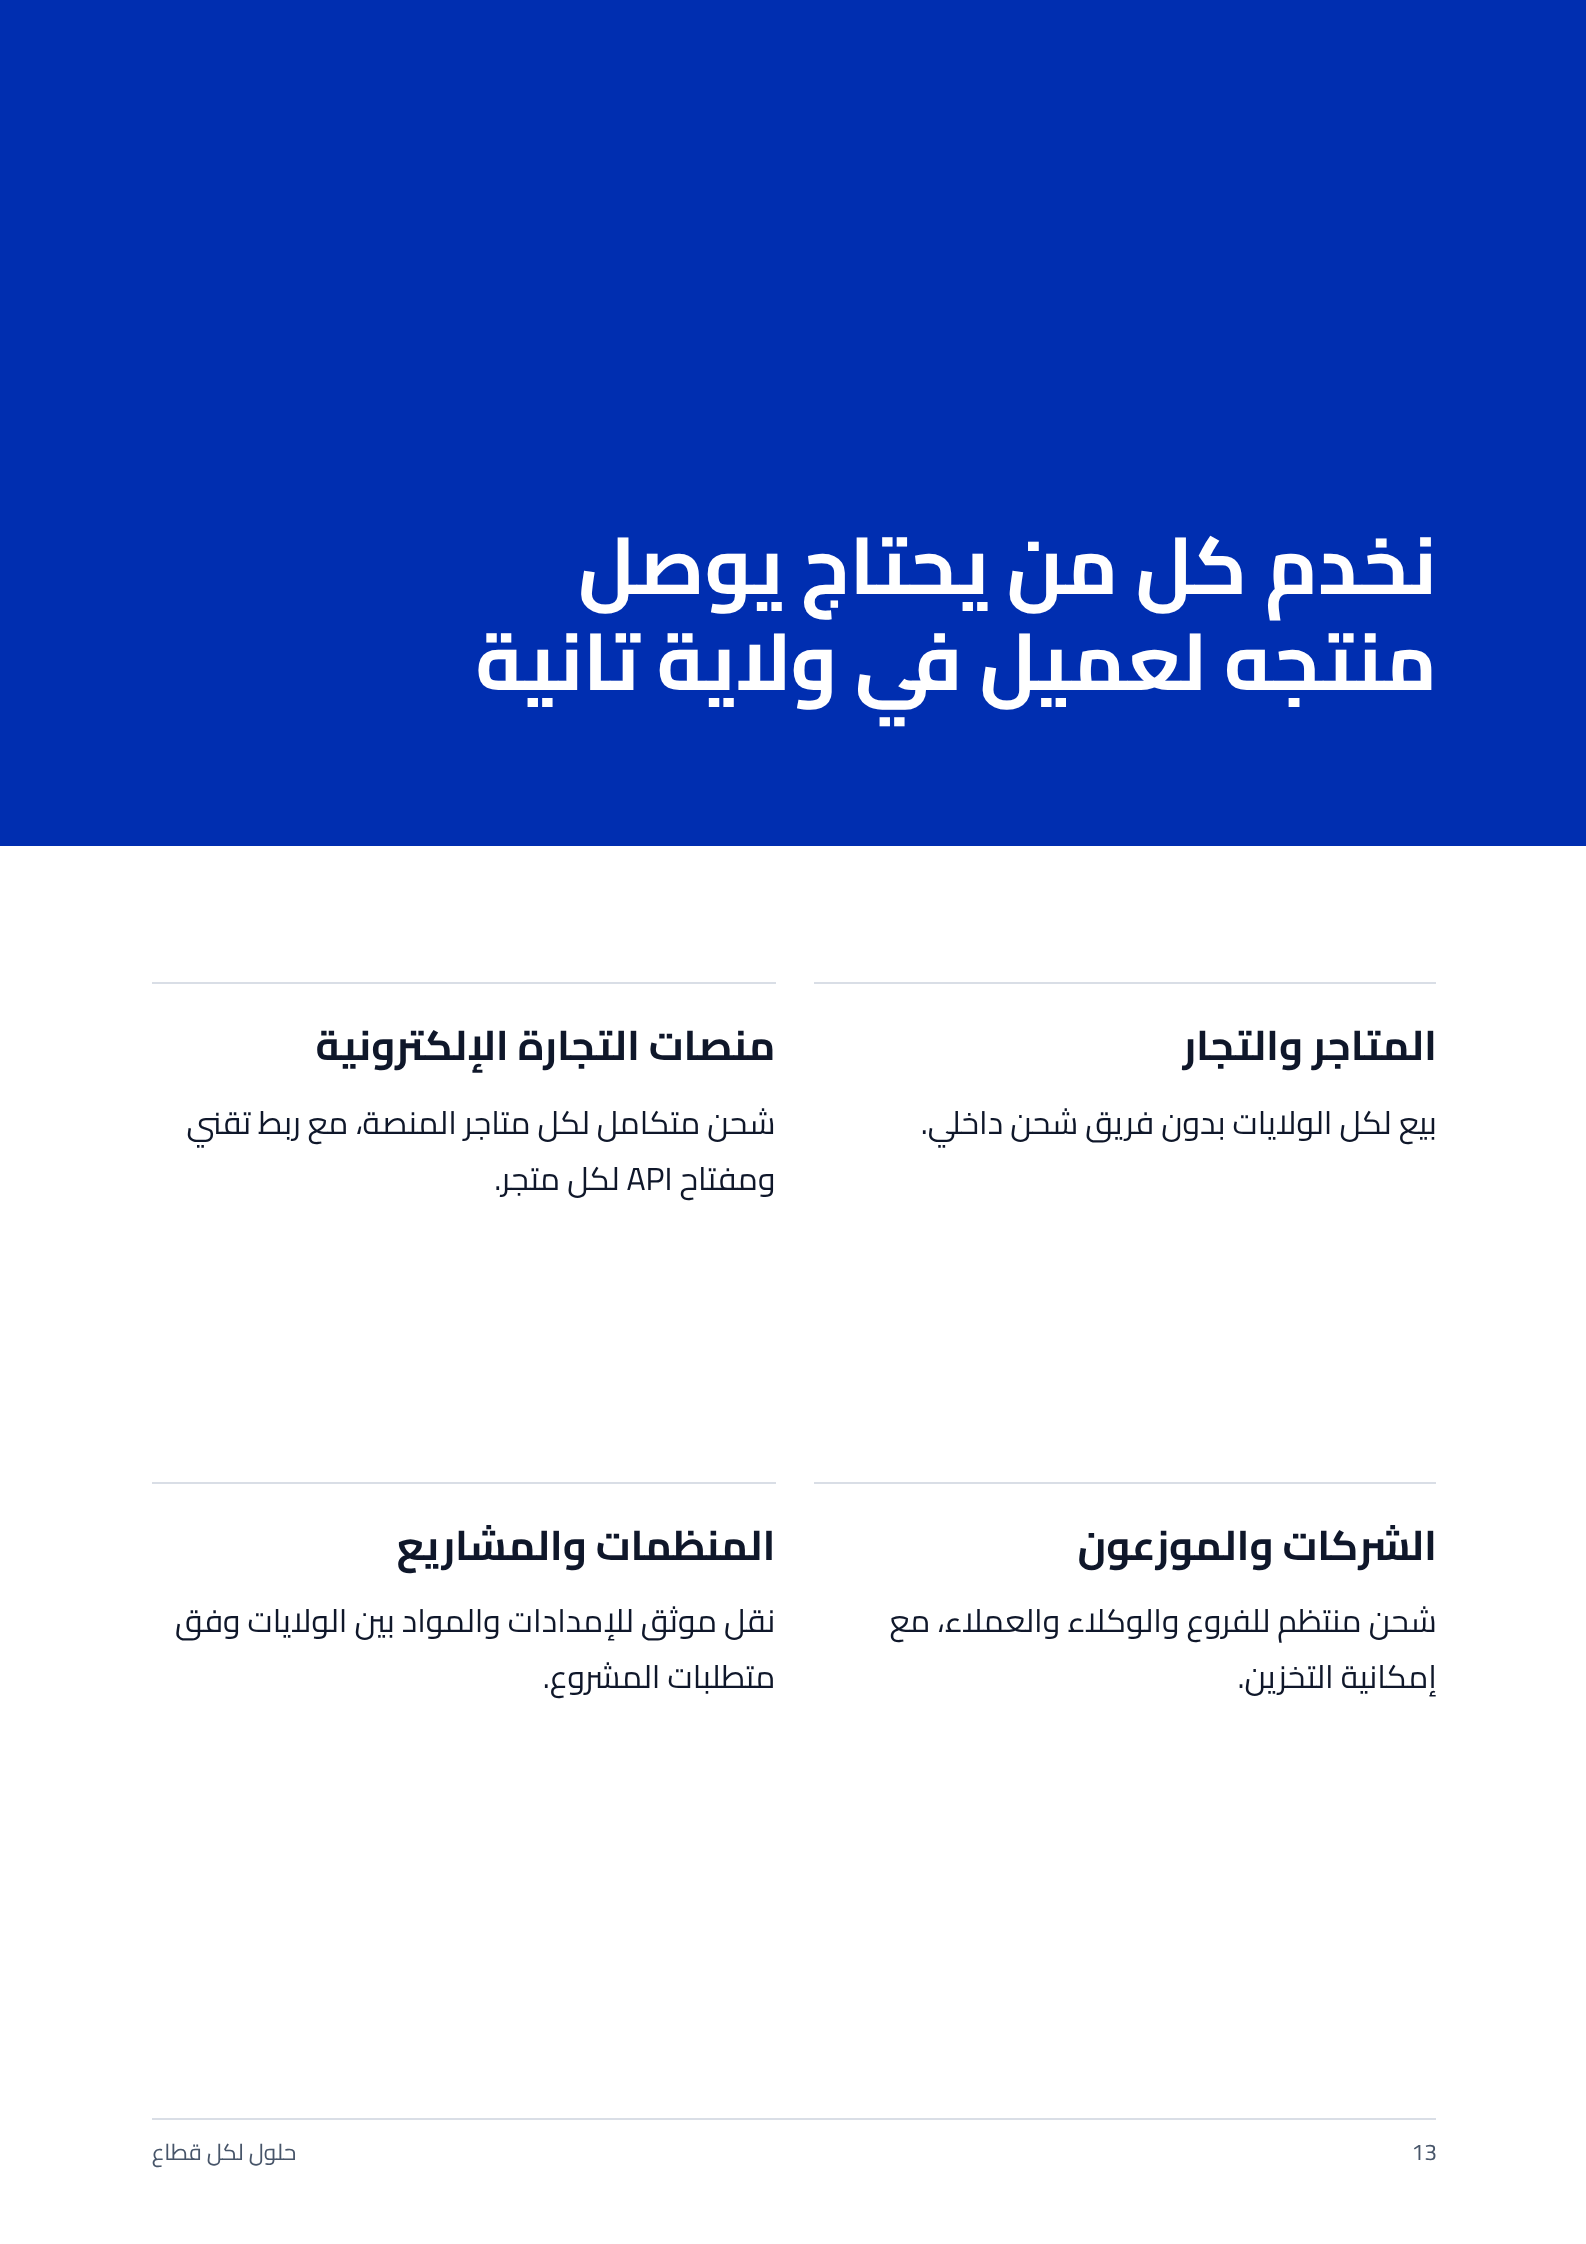 نخدم كل من يحتاج يوصل
منتجه لعميل في ولاية تانية
المتاجر والتجار
بيع لكل الولايات بدون فريق شحن داخلي.
منصات التجارة الإلكترونية
شحن متكامل لكل متاجر المنصة، مع ربط تقني
ومفتاح API لكل متجر.
الشركات والموزعون
شحن منتظم للفروع والوكلاء والعملاء، مع
إمكانية التخزين.
المنظمات والمشاريع
نقل موثق للإمدادات والمواد بين الولايات وفق
متطلبات المشروع.
13
حلول لكل قطاع